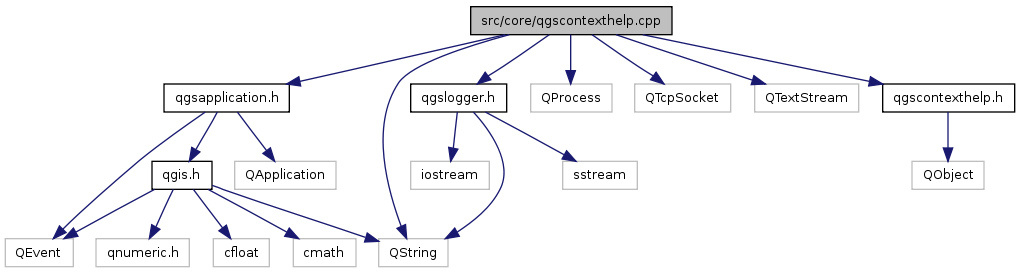 src/core/qgscontexthelp.cpp
qgsapplication.h
qgslogger.h
QProcess
QTcpSocket
QTextStream
qgscontexthelp.h
qgis.h
QApplication
iostream
sstream
QObject
QEvent
qnumeric.h
cfloat
cmath
QString